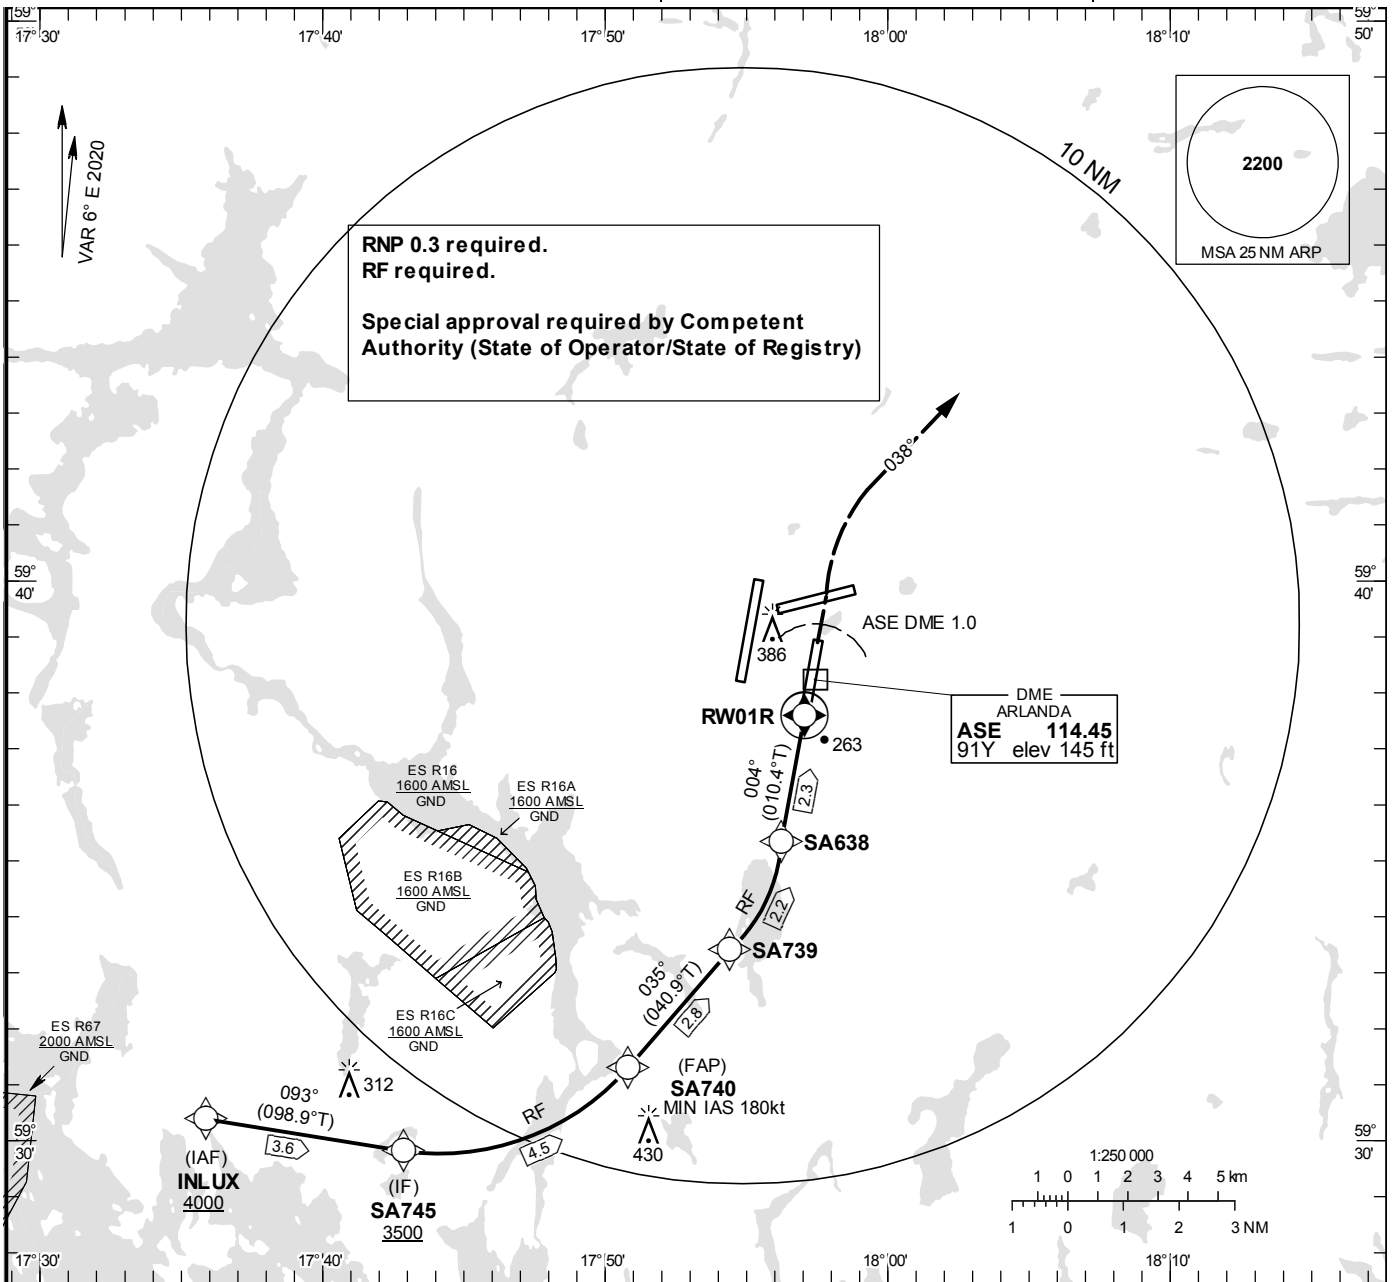 59° 59°
17°30' 17°40' 17°50' 18°00' 18°10' 50'
VAR 6° E 2020
10 NM
2200
MSA 25 NM ARP
RNP 0.3 required.
RF required.
Special approval required by Competent
Authority (State of Operator/State of Registry)
038°
59° 59°
40' 40'
ASE DME 1.0
386
RW01R
263
DME
ARLANDA
ASE 114.45
91Y elev 145 ft
004°
(010.4°T)
2.3
ES R16
1600 AMSL
GND
ES R16A
1600 AMSL
GND
SA638
ES R16B
1600 AMSL
GND
RF
2.2
SA739
035°
(040.9°T)
2.8
ES R16C
1600 AMSL
GND
ES R67
2000 AMSL
GND
312
093°
(098.9°T)
3.6
(FAP)
SA740
MIN IAS 180kt
RF
4.5
430
59° 59°
30' 30'
(IAF)
INLUX
4000
(IF)
SA745
3500
1:250 000
1 0 1 2 3 4 5 km
1 0 1 2 3 NM
17°30' 17°40' 17°50' 18°00' 18°10'